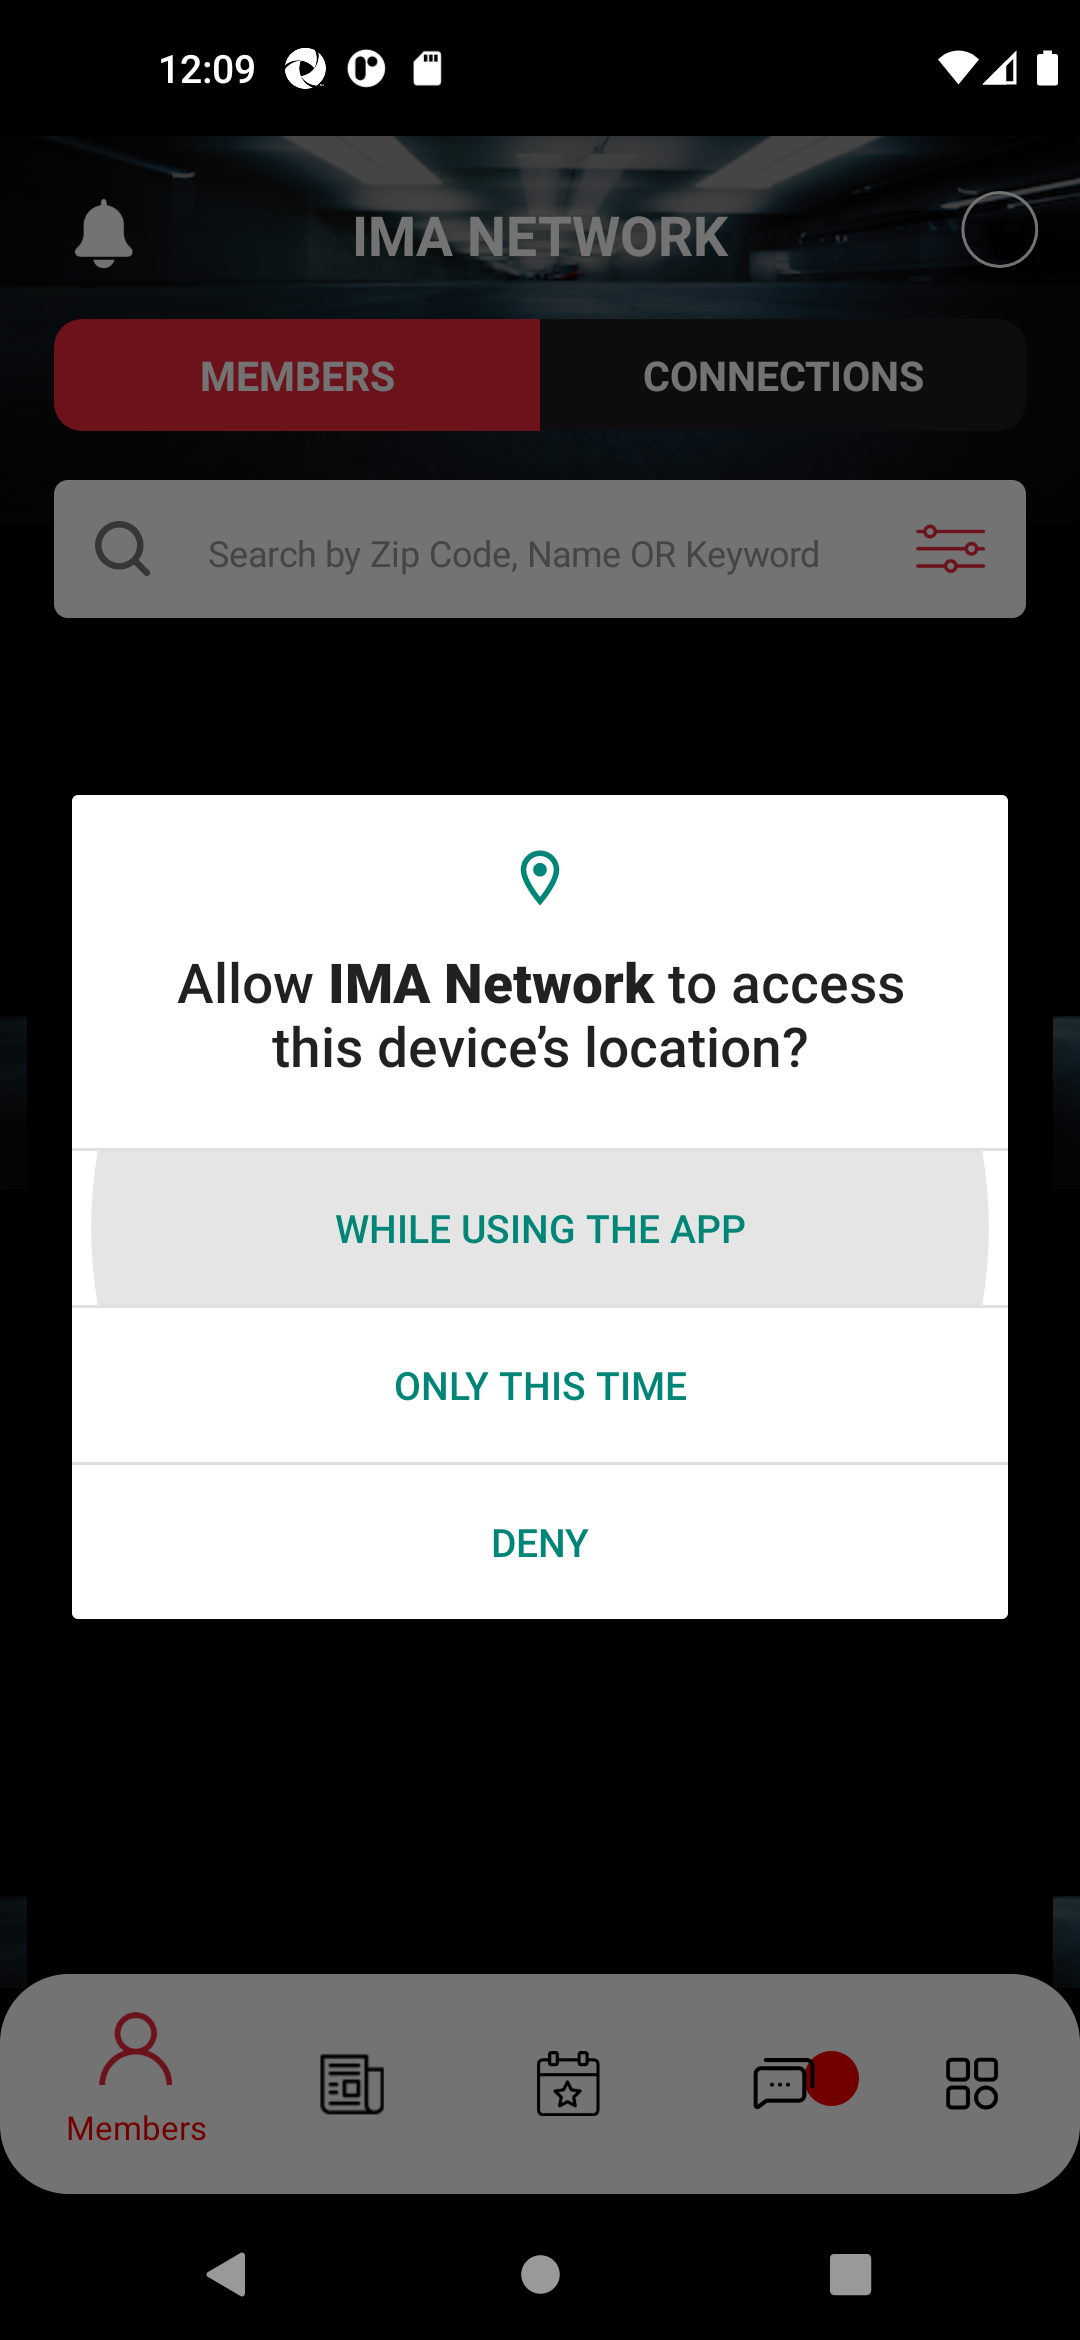 12:09
IMA NETWORK
MEMBERS
CONNECTIONS
Search by Zip Code, Name OR Keyword
Allow IMA Network to access
this device’s location?
WHILE USING THE APP
ONLY THIS TIME
DENY
Members